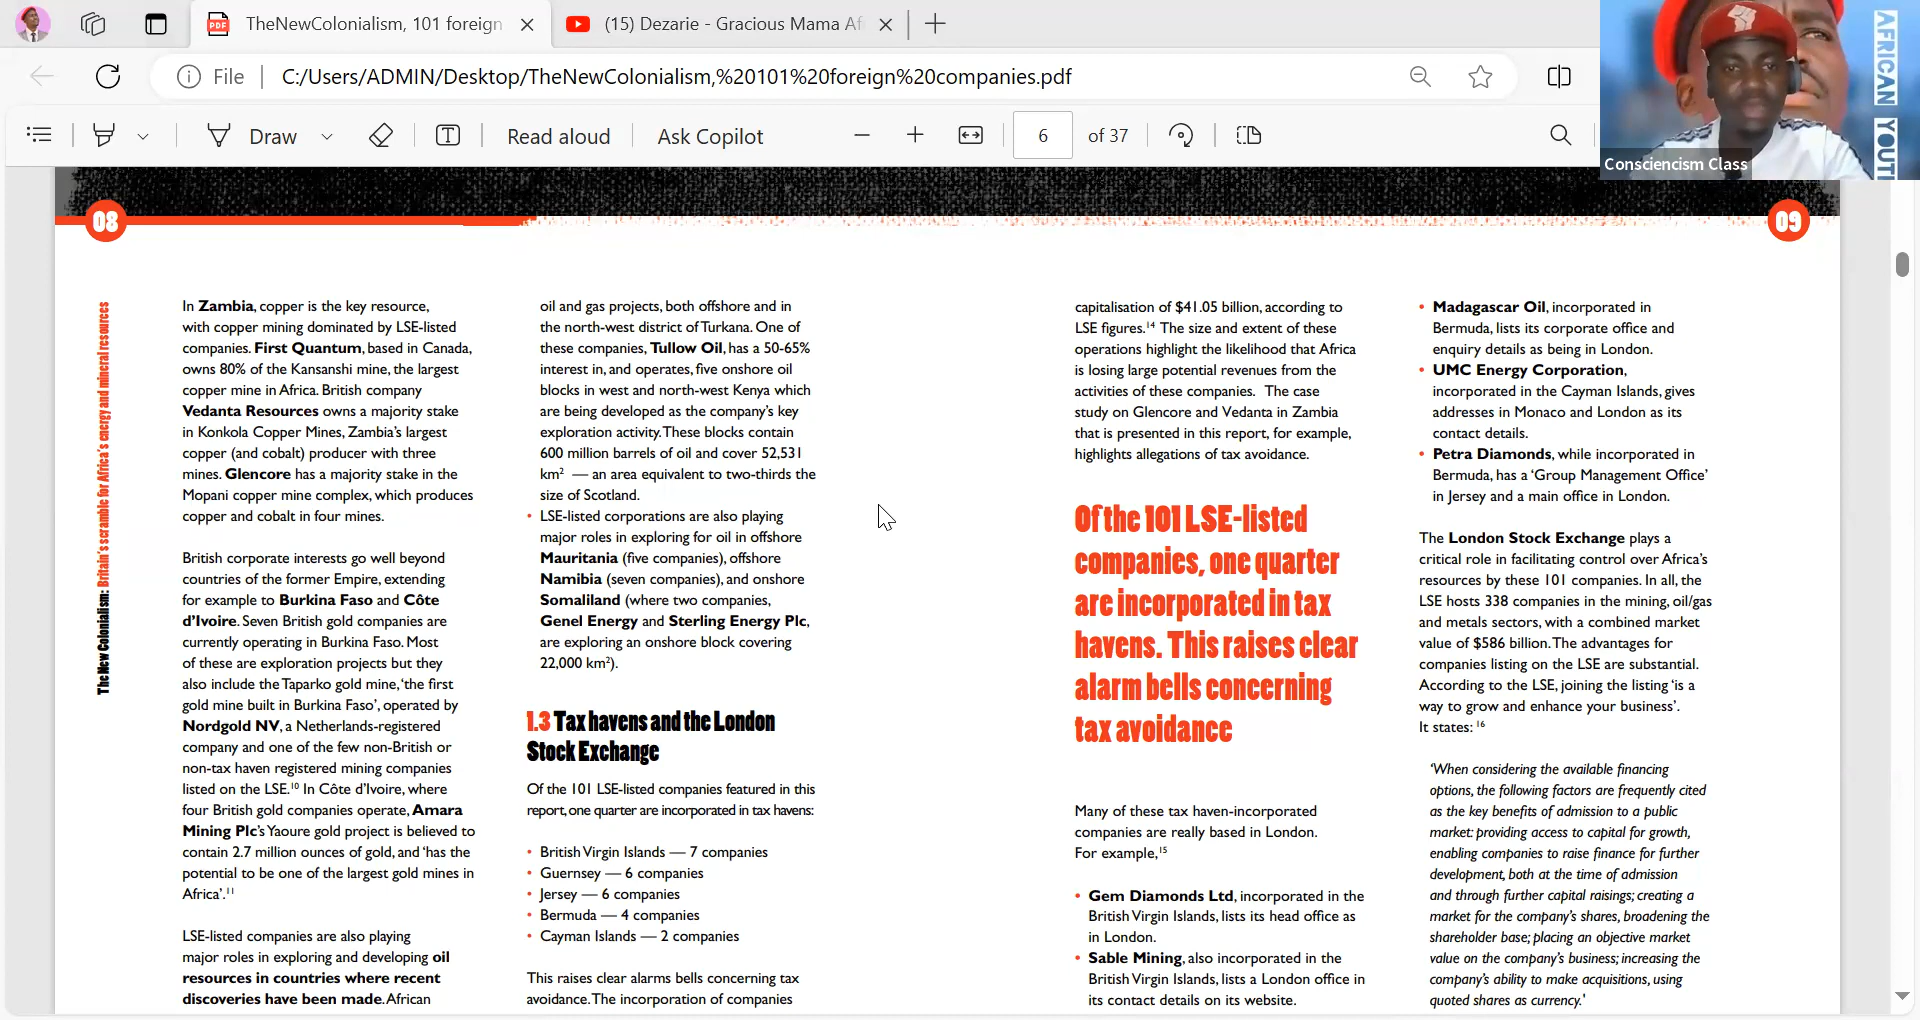 TheNewColonialism, 101 foreign
(15) Dezarie - Gracious Mama Af
File
C:/Users/ADMIN/Desktop/TheNewColonialism,%20101%20foreign%20companies.pdf
Draw
Read aloud
Ask Copilot
6
of 37
AFRICAN YOUT
Consciencism Class
08
09
The New Colonialism: Britain's scramble for Africa's energy and mineral resources
In Zambia, copper is the key resource,
with copper mining dominated by LSE-listed
companies. First Quantum, based in Canada,
owns 80% of the Kansanshi mine, the largest
copper mine in Africa. British company
Vedanta Resources owns a majority stake
in Konkola Copper Mines, Zambia's largest
copper (and cobalt) producer with three
mines. Glencore has a majority stake in the
Mopani copper mine complex, which produces
copper and cobalt in four mines.
British corporate interests go well beyond
countries of the former Empire, extending
for example to Burkina Faso and Côte
d'Ivoire. Seven British gold companies are
currently operating in Burkina Faso. Most
of these are exploration projects but they
also include the Taparko gold mine, 'the first
gold mine built in Burkina Faso', operated by
Nordgold NV, a Netherlands-registered
company and one of the few non-British or
non-tax haven registered mining companies
listed on the LSE.10 In Côte d'Ivoire, where
four British gold companies operate, Amara
Mining Plc's Yaoure gold project is believed to
contain 2.7 million ounces of gold, and 'has the
potential to be one of the largest gold mines in
Africa'.11
LSE-listed companies are also playing
major roles in exploring and developing oil
resources in countries where recent
discoveries have been made. African
oil and gas projects, both offshore and in
the north-west district of Turkana. One of
these companies, Tullow Oil, has a 50-65%
interest in, and operates, five onshore oil
blocks in west and north-west Kenya which
are being developed as the company's key
exploration activity. These blocks contain
600 million barrels of oil and cover 52,531
km2 — an area equivalent to two-thirds the
size of Scotland.
• LSE-listed corporations are also playing
major roles in exploring for oil in offshore
Mauritania (five companies), offshore
Namibia (seven companies), and onshore
Somaliland (where two companies,
Genel Energy and Sterling Energy Plc,
are exploring an onshore block covering
22,000 km2).
1.3 Tax havens and the London
Stock Exchange
Of the 101 LSE-listed companies featured in this
report, one quarter are incorporated in tax havens:
• British Virgin Islands — 7 companies
• Guernsey — 6 companies
• Jersey — 6 companies
• Bermuda — 4 companies
• Cayman Islands — 2 companies
This raises clear alarms bells concerning tax
avoidance. The incorporation of companies
capitalisation of $41.05 billion, according to
LSE figures.14 The size and extent of these
operations highlight the likelihood that Africa
is losing large potential revenues from the
activities of these companies. The case
study on Glencore and Vedanta in Zambia
that is presented in this report, for example,
highlights allegations of tax avoidance.
Of the 101 LSE-listed
companies, one quarter
are incorporated in tax
havens. This raises clear
alarm bells concerning
tax avoidance
Many of these tax haven-incorporated
companies are really based in London.
For example,15
• Gem Diamonds Ltd, incorporated in the
British Virgin Islands, lists its head office as
in London.
• Sable Mining, also incorporated in the
British Virgin Islands, lists a London office in
its contact details on its website.
• Madagascar Oil, incorporated in
Bermuda, lists its corporate office and
enquiry details as being in London.
• UMC Energy Corporation,
incorporated in the Cayman Islands, gives
addresses in Monaco and London as its
contact details.
• Petra Diamonds, while incorporated in
Bermuda, has a 'Group Management Office'
in Jersey and a main office in London.
The London Stock Exchange plays a
critical role in facilitating control over Africa's
resources by these 101 companies. In all, the
LSE hosts 338 companies in the mining, oil/gas
and metals sectors, with a combined market
value of $586 billion. The advantages for
companies listing on the LSE are substantial.
According to the LSE, joining the listing 'is a
way to grow and enhance your business'.
It states: 16
'When considering the available financing
options, the following factors are frequently cited
as the key benefits of admission to a public
market: providing access to capital for growth,
enabling companies to raise finance for further
development, both at the time of admission
and through further capital raisings; creating a
market for the company's shares, broadening the
shareholder base; placing an objective market
value on the company's business; increasing the
company's ability to make acquisitions, using
quoted shares as currency.'